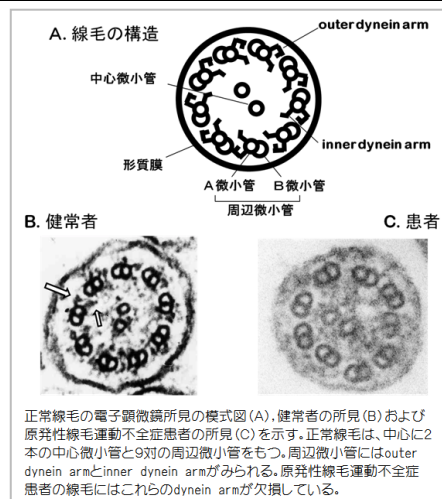 A. 線毛の構造
outer dynein arm
中心微小管
inner dynein arm
形質膜
A微小管 B微小管
周辺微小管
B. 健常者
C. 患者
正常線毛の電子顕微鏡所見の模式図(A),健常者の所見(B)および
原発性線毛運動不全症患者の所見(C)を示す。正常線毛は、中心に2
本の中心微小管と9対の周辺微小管をもつ。周辺微小管にはouter
dynein armとinner dynein armがみられる。原発性線毛運動不全症
患者の線毛にはこれらのdynein armが欠損している。